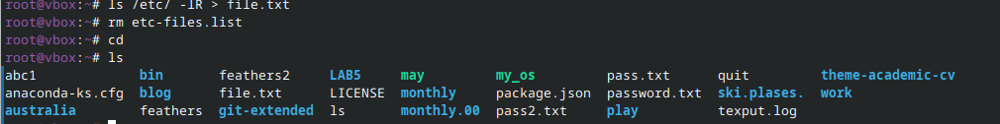 root@vbox:~# ls /etc/ -lR > file.txt
root@vbox:~# rm etc-files.list
root@vbox:~# cd
root@vbox:~# ls
abc1 bin feathers2 LAB5 may my_os pass.txt quit theme-academic-cv
anaconda-ks.cfg blog file.txt LICENSE monthly package.json password.txt ski.plases. work
australia feathers git-extended ls monthly.00 pass2.txt play texput.log